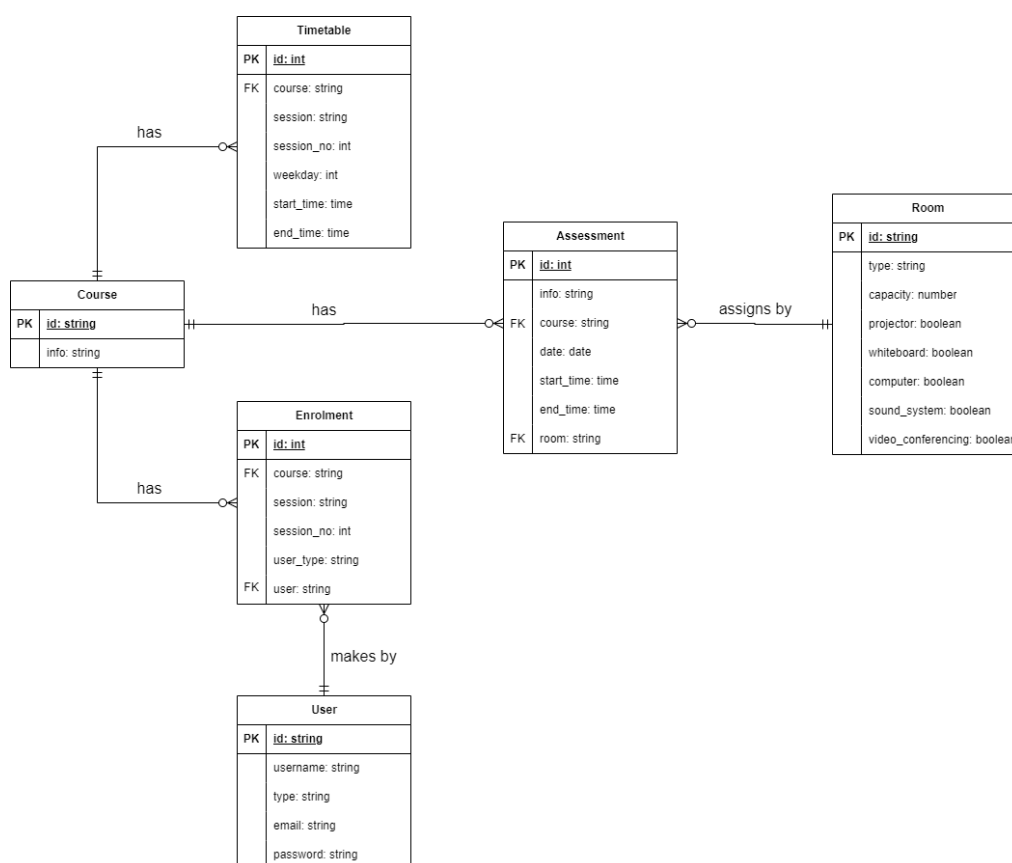 Timetable
PK id: int
FK course: string
session: string
session_no: int
weekday: int
start_time: time
end_time: time
has
Course
PK id: string
info: string
has
Assessment
PK id: int
info: string
FK course: string
date: date
start_time: time
end_time: time
FK room: string
assigns by
Room
PK id: string
type: string
capacity: number
projector: boolean
whiteboard: boolean
computer: boolean
sound_system: boolean
video_conferencing: boolean
has
Enrolment
PK id: int
FK course: string
session: string
session_no: int
user_type: string
FK user: string
makes by
User
PK id: string
username: string
type: string
email: string
password: string